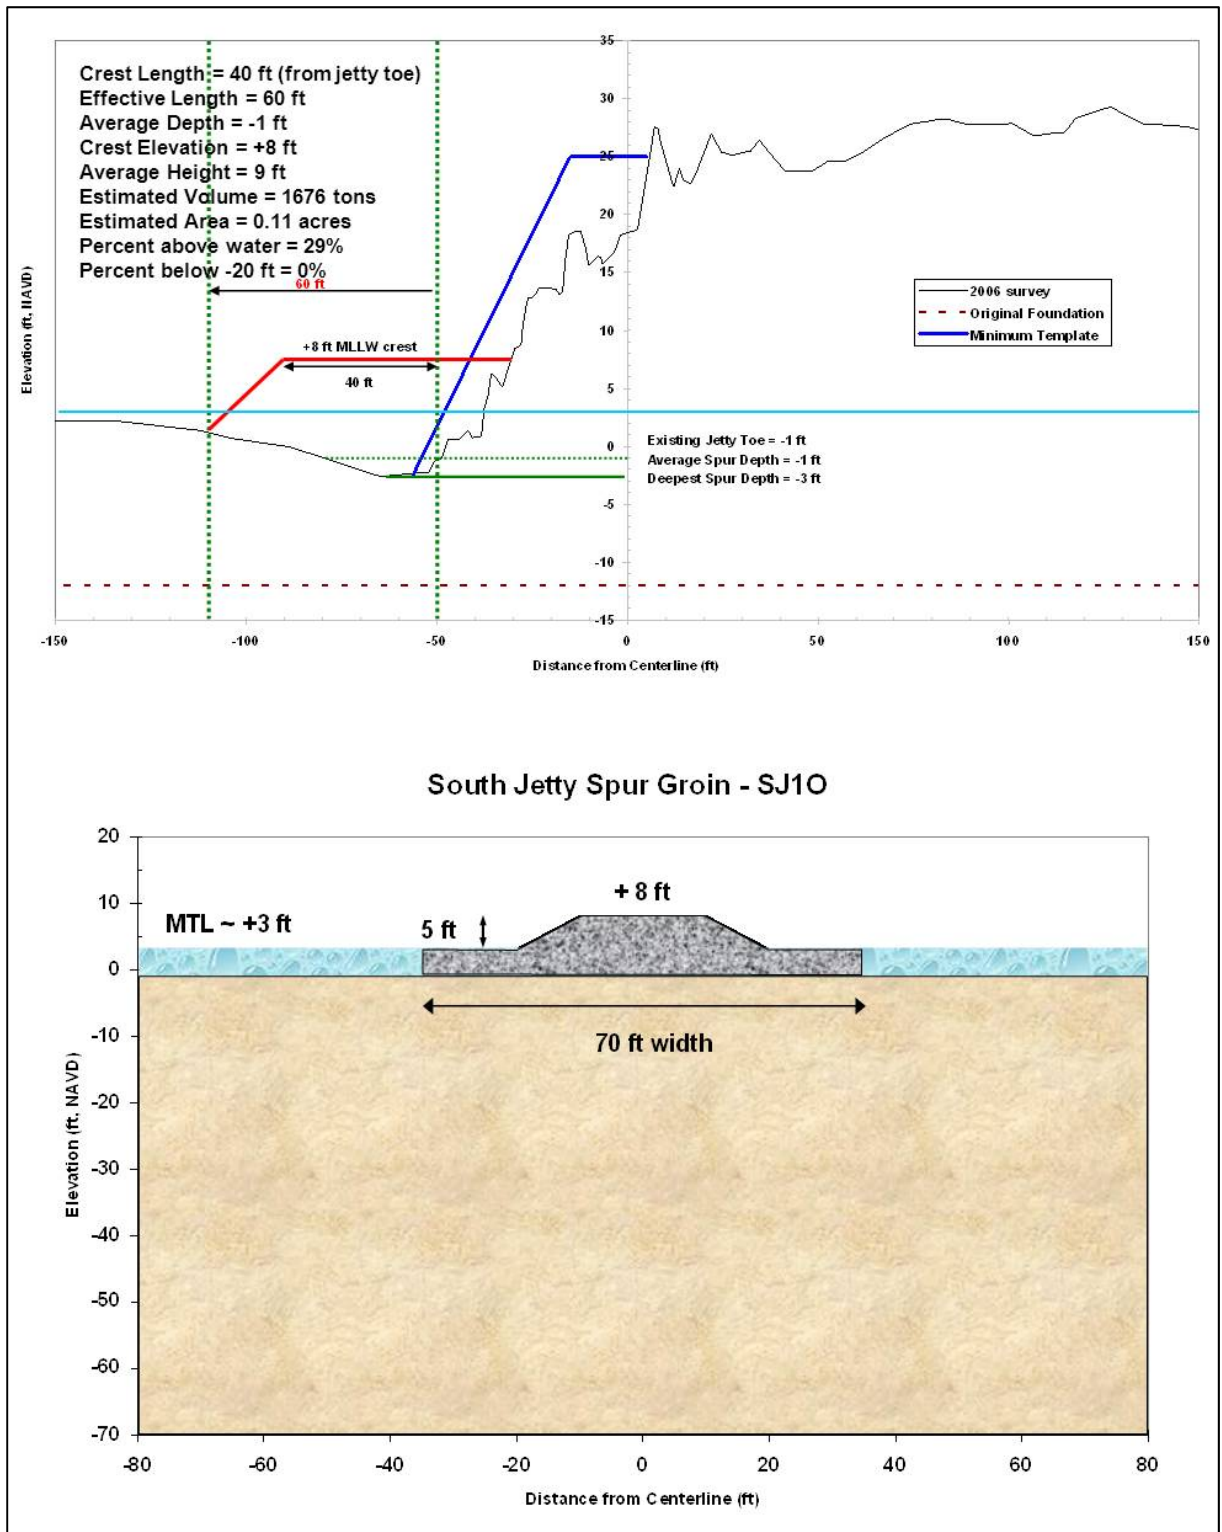 Crest Length = 40 ft (from jetty toe)
Effective Length = 60 ft
Average Depth = -1 ft
Crest Elevation = +8 ft
Average Height = 9 ft
Estimated Volume = 1676 tons
Estimated Area = 0.11 acres
Percent above water = 29%
Percent below -20 ft = 0%
60 ft
+8 ft MLLW crest
40 ft
35
30
25
20
15
10
5
0
-5
-10
-15
Elevation (ft, NAVD)
2006 survey
Original Foundation
Minimum Template
Existing Jetty Toe = -1 ft
Average Spur Depth = -1 ft
Deepest Spur Depth = -3 ft
-150
-100
-50
0
50
100
150
Distance from Centerline (ft)
South Jetty Spur Groin - SJ1O
20
10
0
-10
-20
-30
-40
-50
-60
-70
Elevation (ft, NAVD)
MTL ~ +3 ft
5 ft
+ 8 ft
70 ft width
-80
-60
-40
-20
0
20
40
60
80
Distance from Centerline (ft)